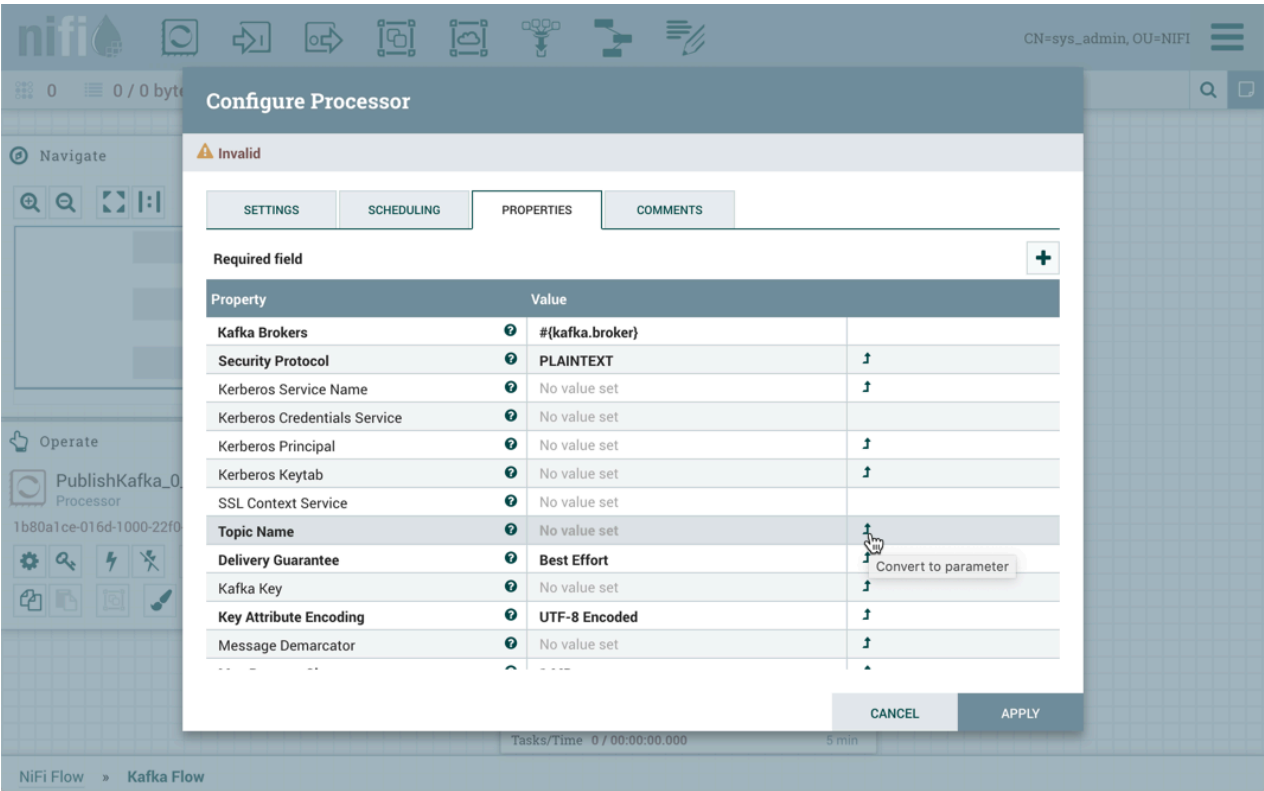 nifi
CN=sys_admin, OU=NIFI
0 0 / 0 byte
Configure Processor
Invalid
Navigate
SETTINGS SCHEDULING PROPERTIES COMMENTS
Required field
Property Value
Kafka Brokers #{kafka.broker}
Security Protocol PLAINTEXT
Kerberos Service Name No value set
Kerberos Credentials Service No value set
Operate
Kerberos Principal No value set
Kerberos Keytab No value set
PublishKafka_0_
Processor
SSL Context Service No value set
1b80a1ce-016d-1000-22f0-
Topic Name No value set
Delivery Guarantee Best Effort
Convert to parameter
Kafka Key No value set
Key Attribute Encoding UTF-8 Encoded
Message Demarcator No value set
CANCEL APPLY
Tasks/Time 0 / 00:00:00.000 5 min
NiFi Flow » Kafka Flow